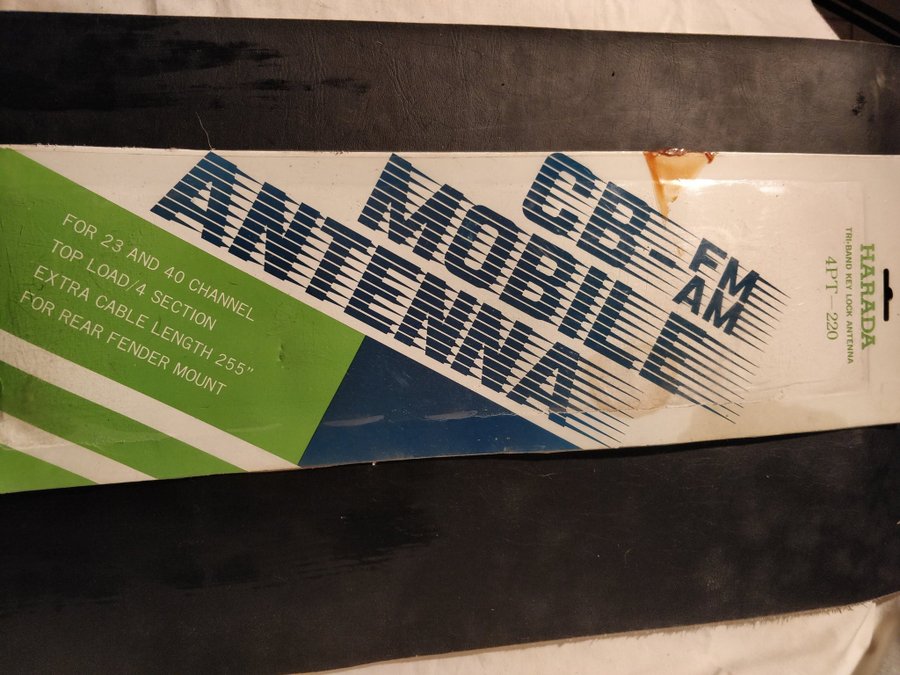 HARADA
TRI-BAND KEY LOCK ANTENNA
4PT-220
CB-FM
AM
MOBILE
ANTENNA
FOR 23 AND 40 CHANNEL
TOP LOAD/4 SECTION
EXTRA CABLE LENGTH 255"
FOR REAR FENDER MOUNT